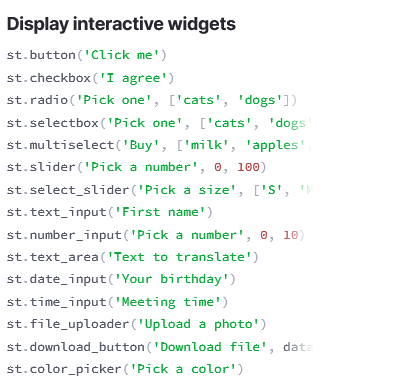 Display interactive widgets
st.button('Click me')
st.checkbox('I agree')
st.radio('Pick one', ['cats', 'dogs'])
st.selectbox('Pick one', ['cats', 'dogs'
st.multiselect('Buy', ['milk', 'apples',
st.slider('Pick a number', 0, 100)
st.select_slider('Pick a size', ['S', 'M
st.text_input('First name')
st.number_input('Pick a number', 0, 10)
st.text_area('Text to translate')
st.date_input('Your birthday')
st.time_input('Meeting time')
st.file_uploader('Upload a photo')
st.download_button('Download file', data
st.color_picker('Pick a color')